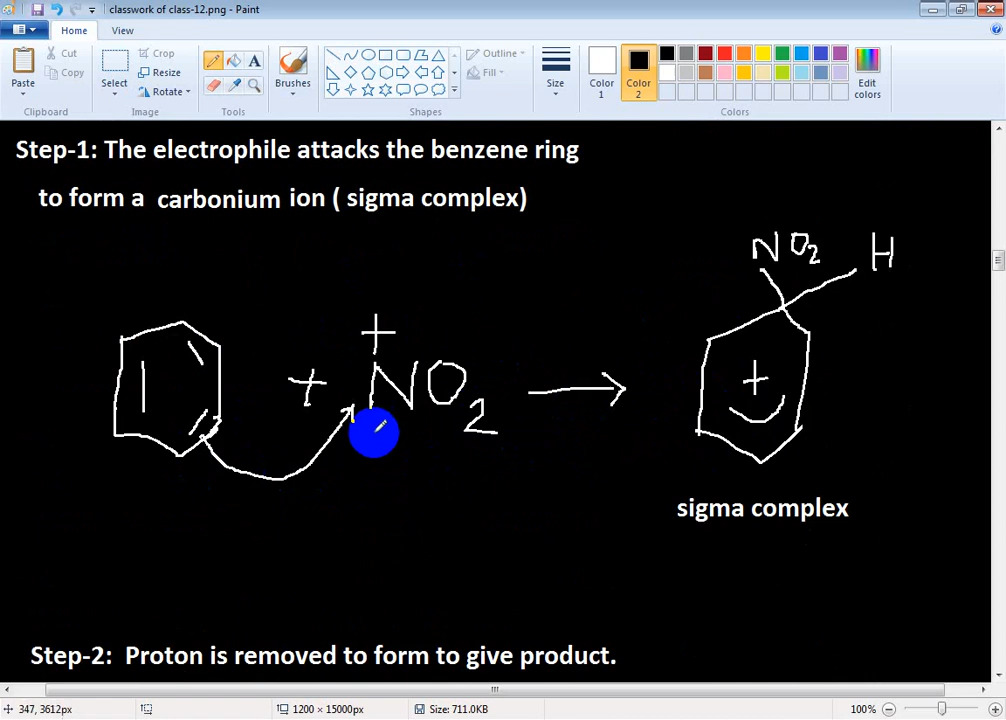 classwork of class-12.png - Paint
Home View
Paste Cut Copy Select Crop Resize Rotate Brushes Outline Fill Size Color 1 Color 2 Edit colors
Clipboard Image Tools Shapes Colors
Step-1: The electrophile attacks the benzene ring
to form a carbonium ion ( sigma complex)
NO2 H
+
+ NO2
+
sigma complex
Step-2: Proton is removed to form to give product.
347, 3612px 1200 × 15000px Size: 711.0KB 100%